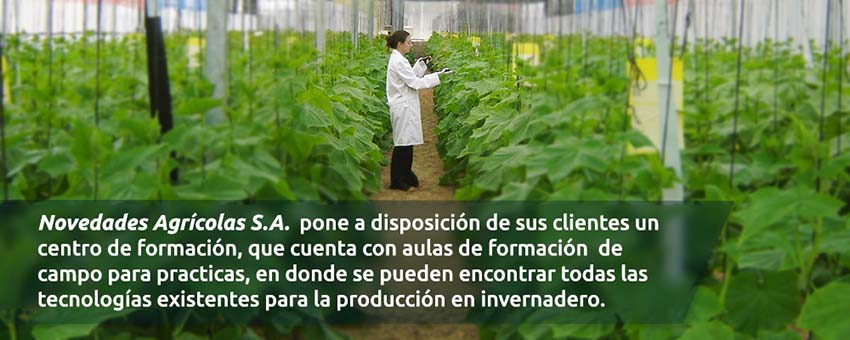 Novedades Agrícolas S.A. pone a disposición de sus clientes un
centro de formación, que cuenta con aulas de formación de
campo para practicas, en donde se pueden encontrar todas las
tecnologías existentes para la producción en invernadero.